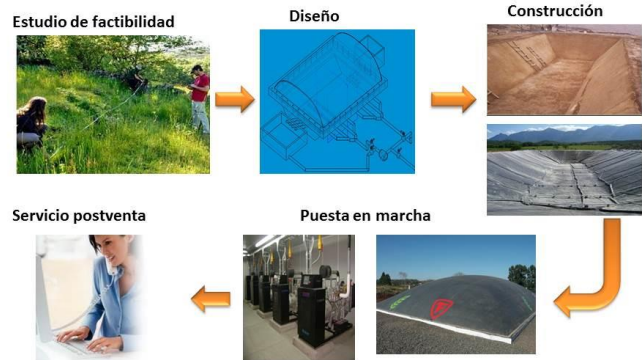 Estudio de factibilidad
Diseño
Construcción
Servicio postventa
Puesta en marcha